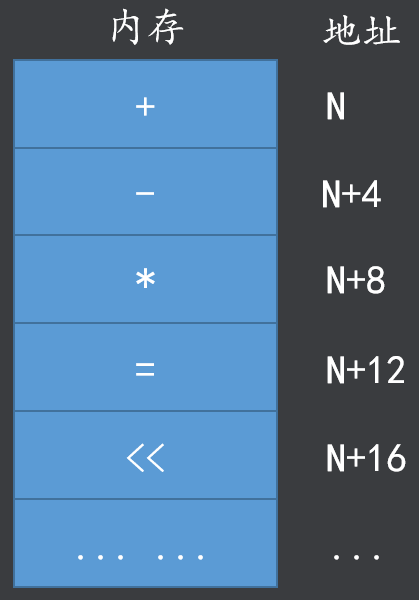 内存 地址
+ N
- N+4
* N+8
= N+12
<< N+16
... ... ...